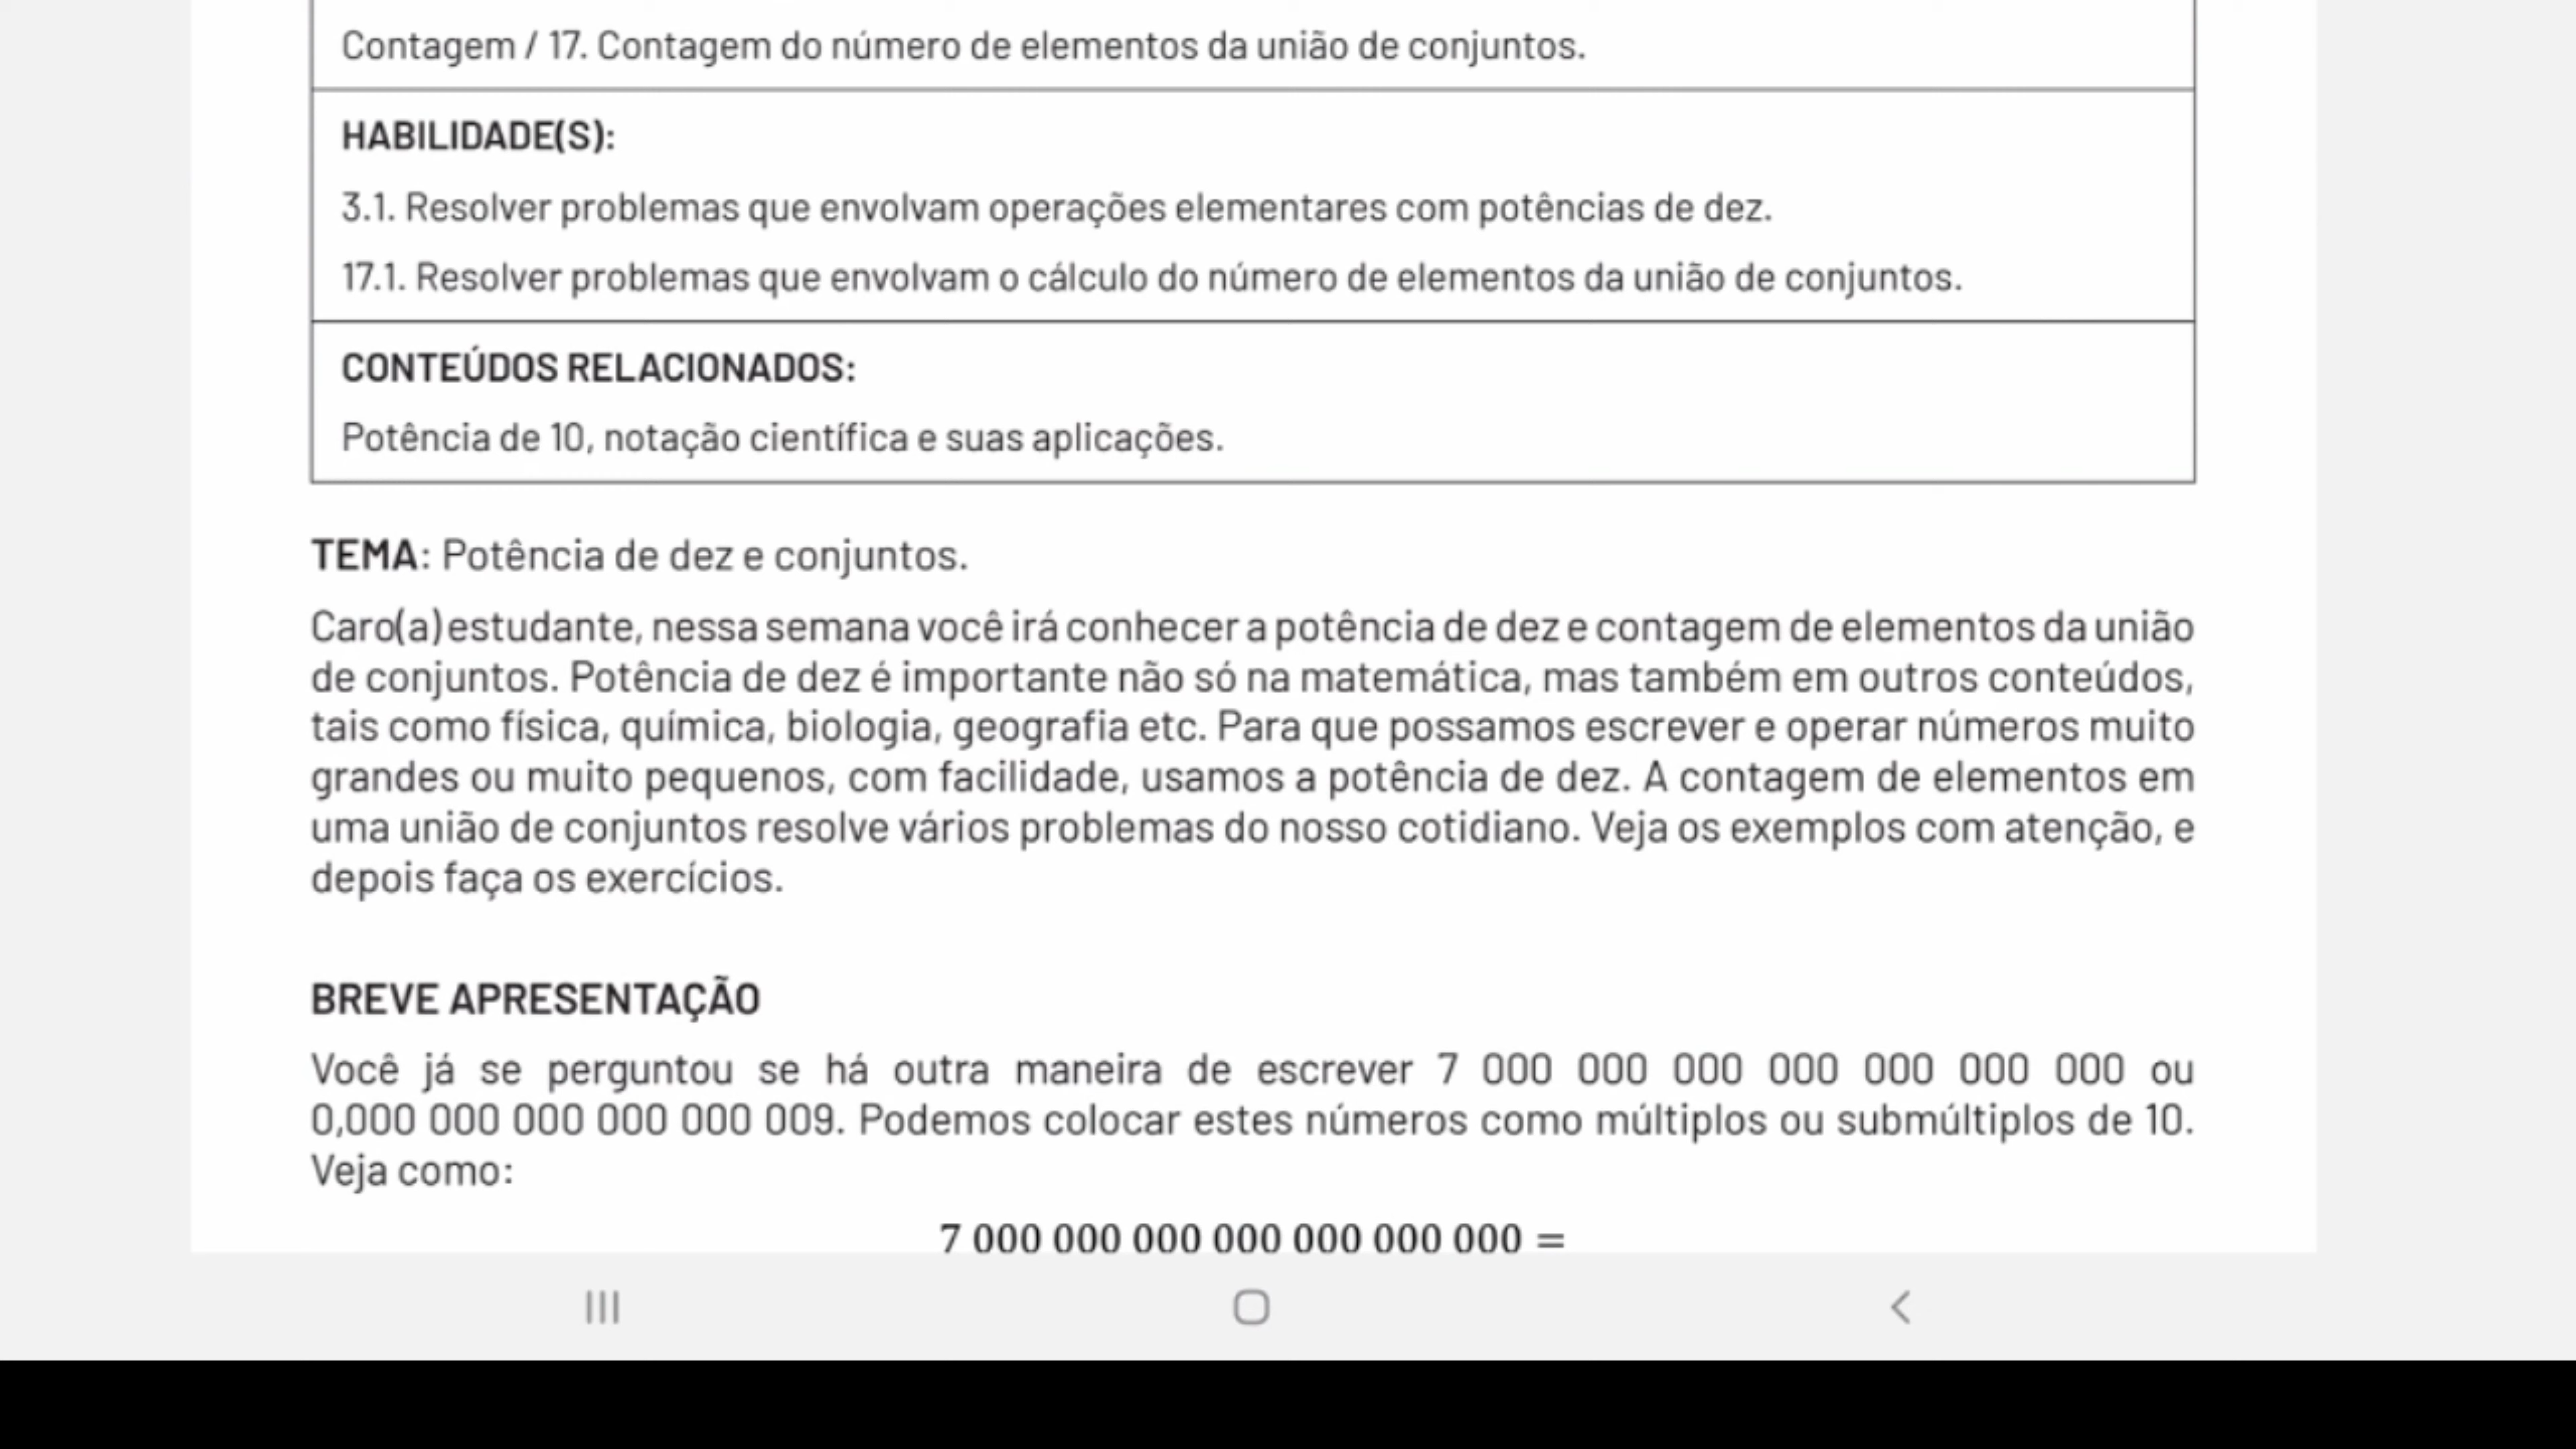 Contagem / 17. Contagem do número de elementos da união de conjuntos.
HABILIDADE(S):
3.1. Resolver problemas que envolvam operações elementares com potências de dez.
17.1. Resolver problemas que envolvam o cálculo do número de elementos da união de conjuntos.
CONTEÚDOS RELACIONADOS:
Potência de 10, notação científica e suas aplicações.
TEMA: Potência de dez e conjuntos.
Caro(a) estudante, nessa semana você irá conhecer a potência de dez e contagem de elementos da união
de conjuntos. Potência de dez é importante não só na matemática, mas também em outros conteúdos,
tais como física, química, biologia, geografia etc. Para que possamos escrever e operar números muito
grandes ou muito pequenos, com facilidade, usamos a potência de dez. A contagem de elementos em
uma união de conjuntos resolve vários problemas do nosso cotidiano. Veja os exemplos com atenção, e
depois faça os exercícios.
BREVE APRESENTAÇÃO
Você já se perguntou se há outra maneira de escrever 7 000 000 000 000 000 000 000 ou
0,000 000 000 000 000 009. Podemos colocar estes números como múltiplos ou submúltiplos de 10.
Veja como:
7 000 000 000 000 000 000 000 =